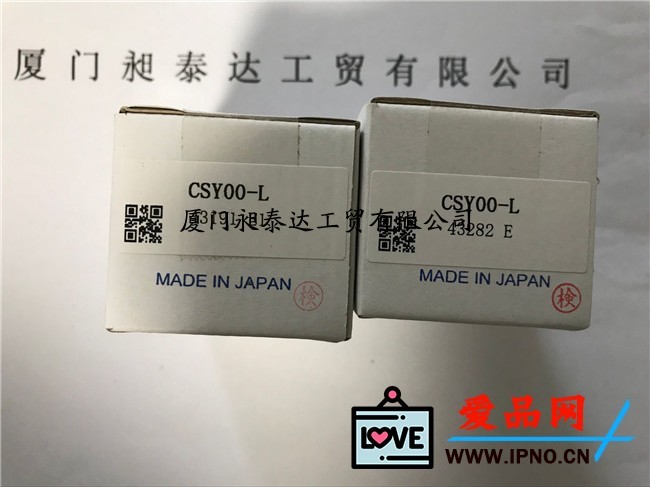 厦门昶泰达工贸有限公司
CSY00-L
MADE IN JAPAN
検
CSY00-L
43282 E
MADE IN JAPAN
検
厦门昶泰达工贸有限公司
LOVE
爱品网
WWW.IPNO.CN